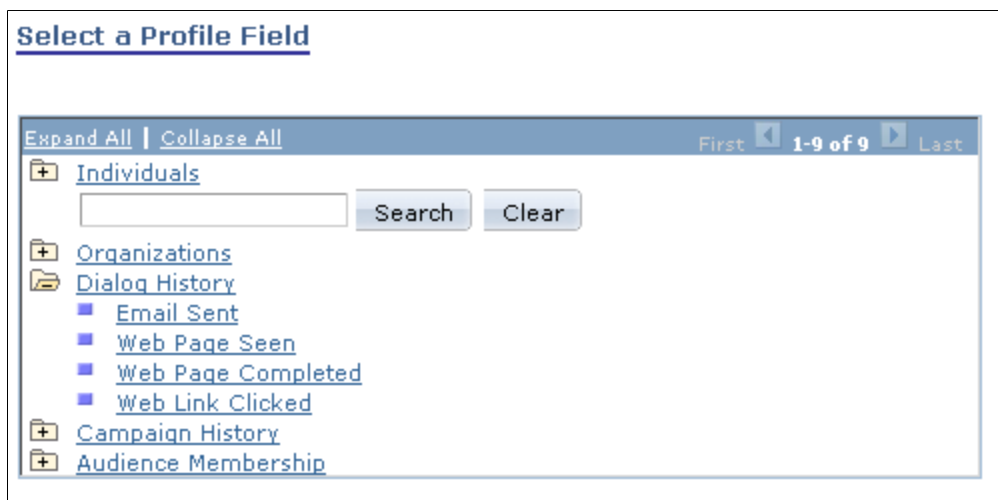 Select a Profile Field
Expand All | Collapse All First 1-9 of 9 Last
Individuals
Search Clear
Organizations
Dialog History
Email Sent
Web Page Seen
Web Page Completed
Web Link Clicked
Campaign History
Audience Membership